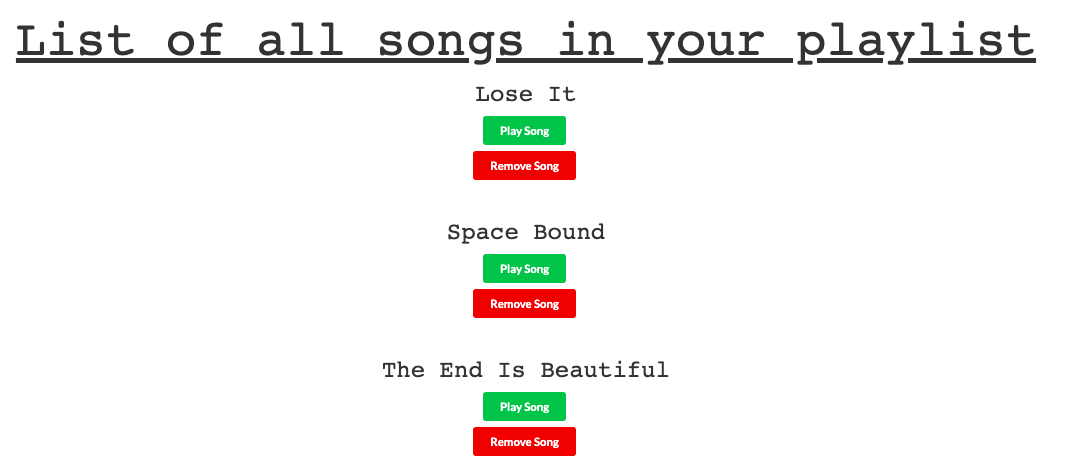 List of all songs in your playlist
Lose It
Play Song
Remove Song
Space Bound
Play Song
Remove Song
The End Is Beautiful
Play Song
Remove Song